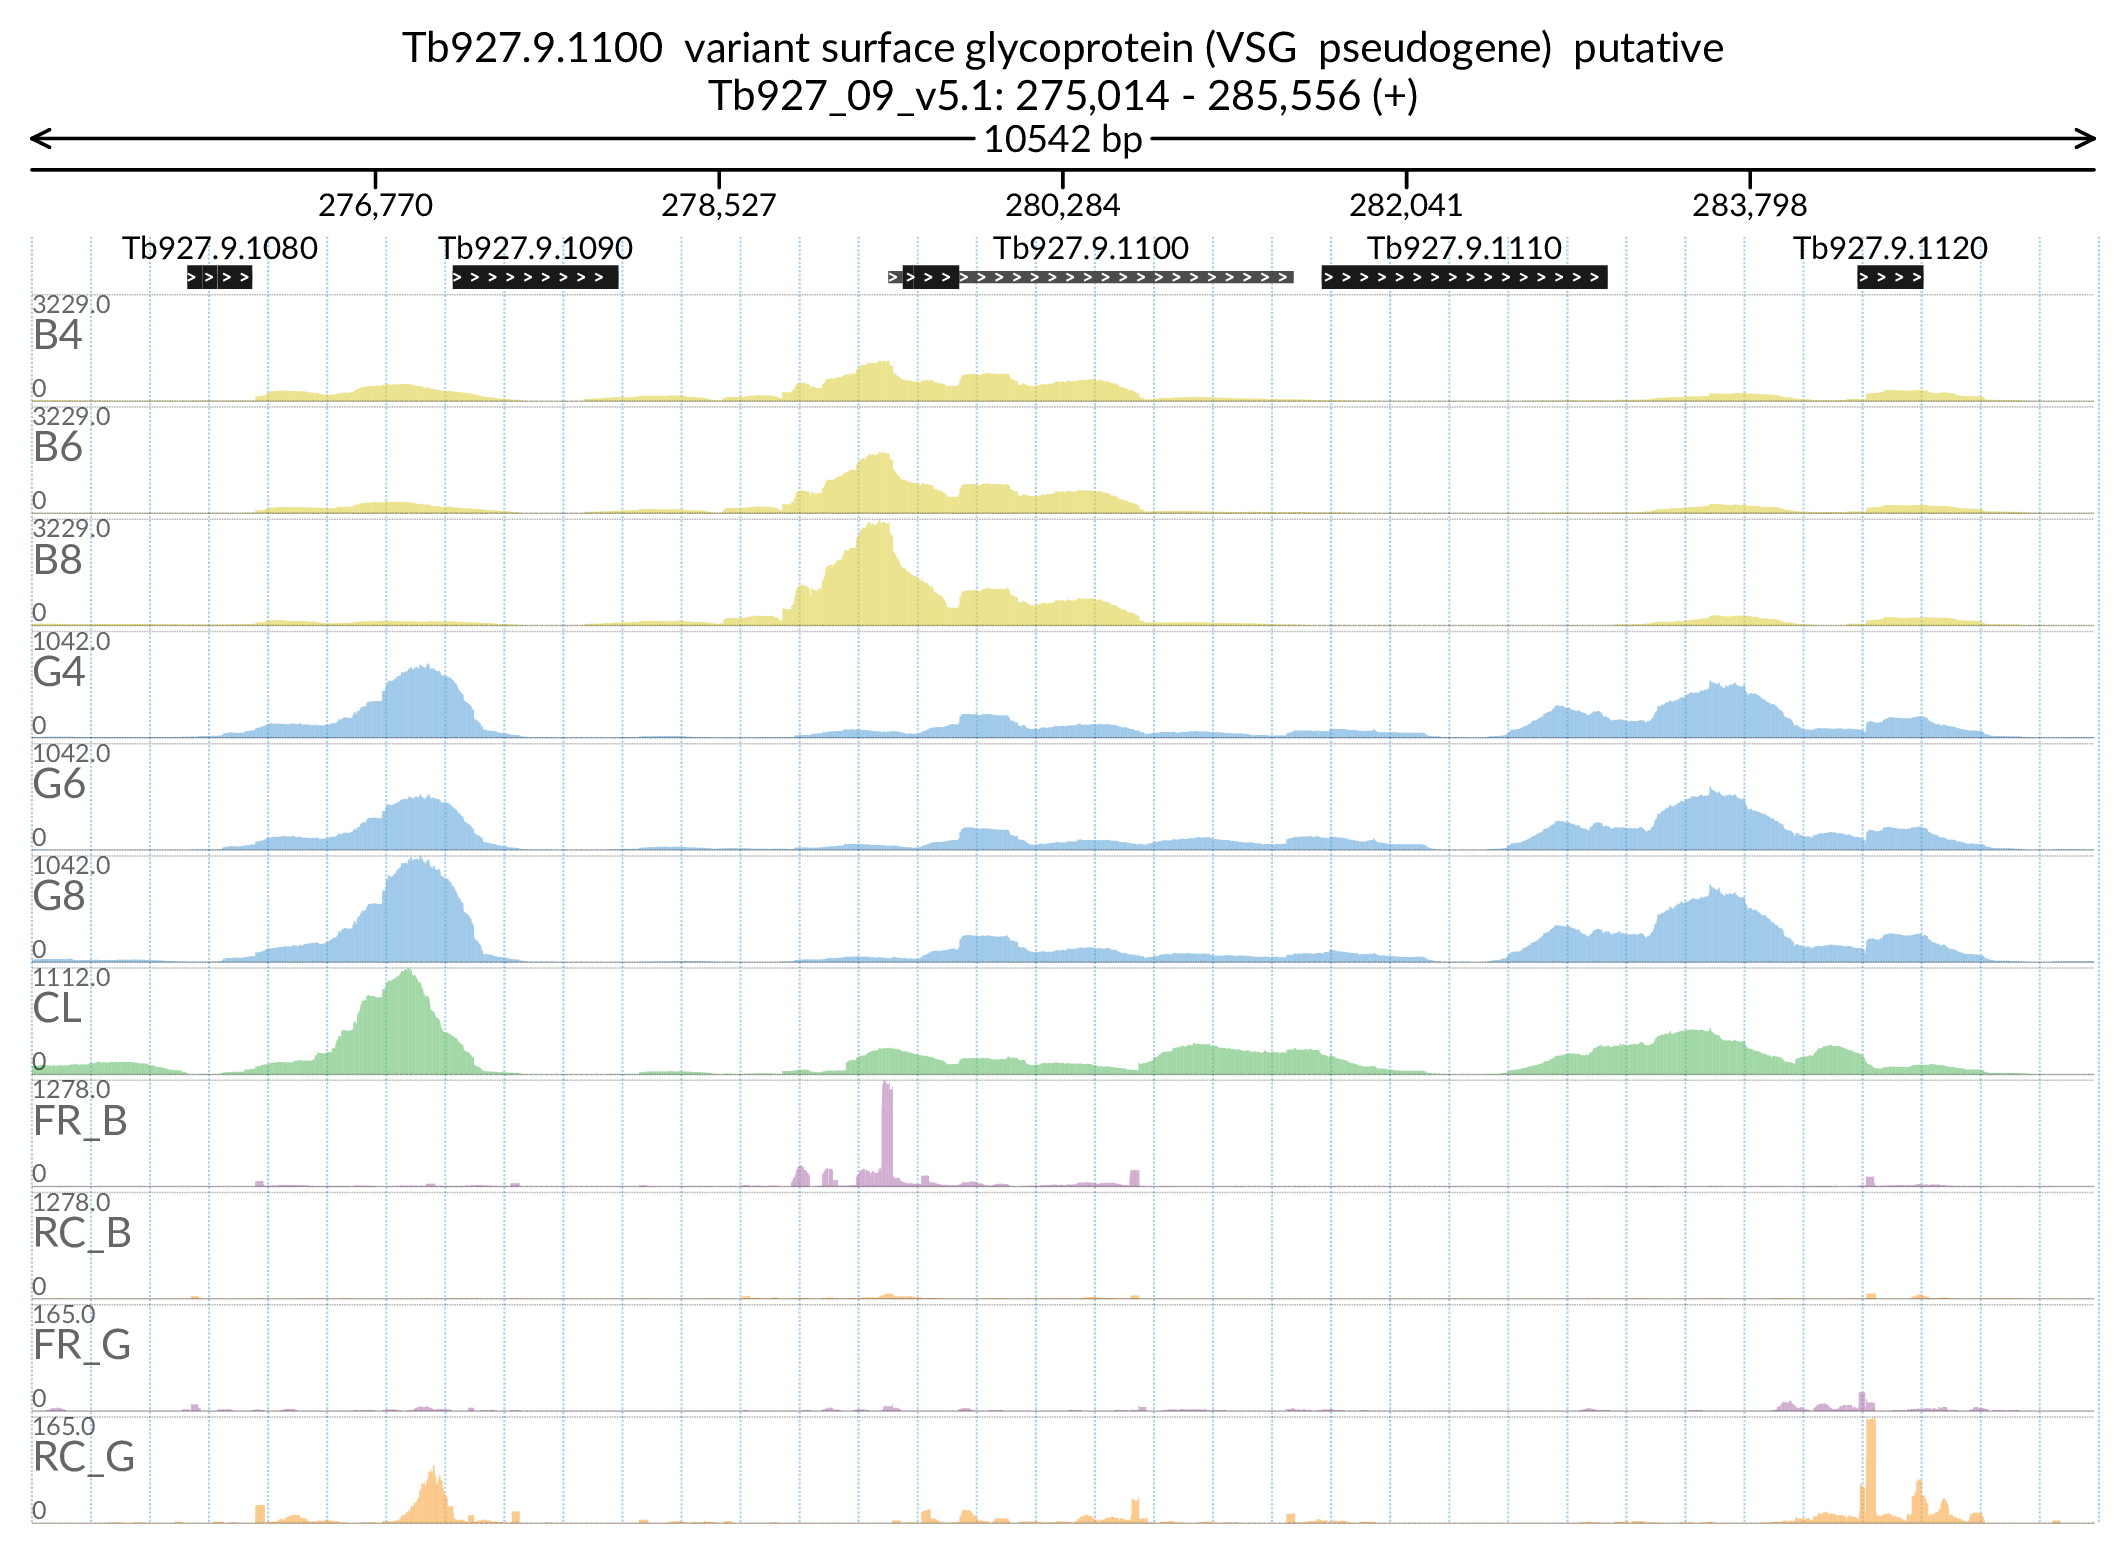 Tb927.9.1100 variant surface glycoprotein (VSG pseudogene) putative
Tb927_09_v5.1: 275,014 - 285,556 (+)
10542 bp
276,770 278,527 280,284 282,041 283,798
Tb927.9.1080 Tb927.9.1090 Tb927.9.1100 Tb927.9.1110 Tb927.9.1120
3229.0
B4
0
3229.0
B6
0
3229.0
B8
0
1042.0
G4
0
1042.0
G6
0
1042.0
G8
0
1112.0
CL
0
1278.0
FR_B
0
1278.0
RC_B
0
165.0
FR_G
0
165.0
RC_G
0